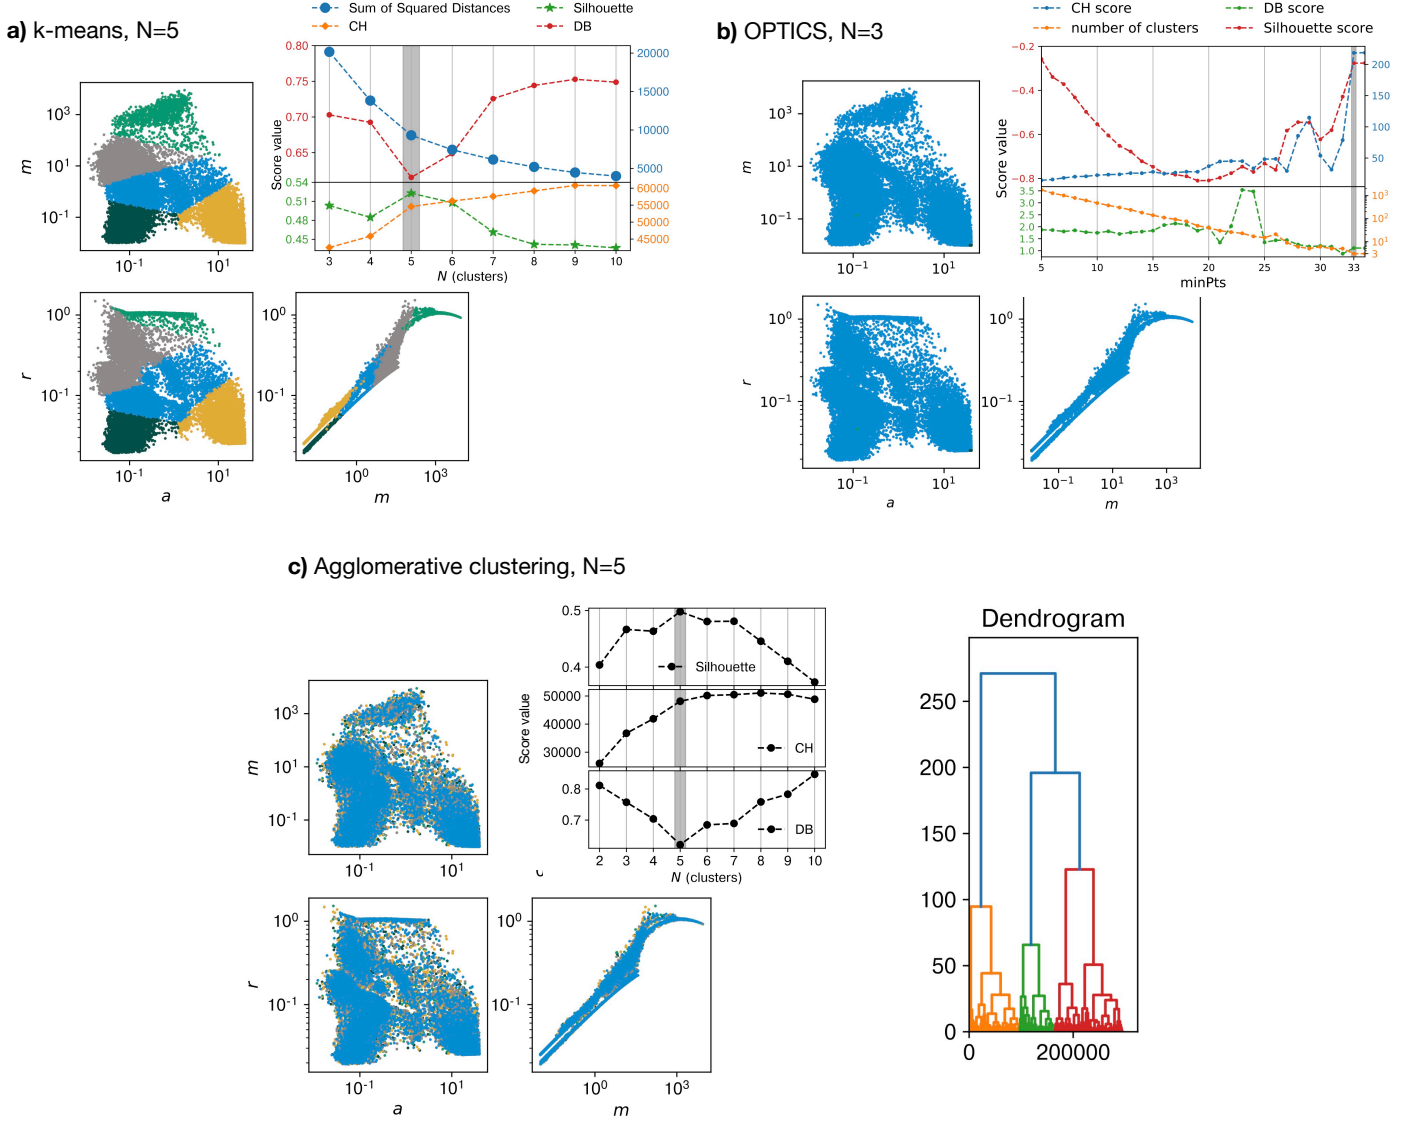 a) k-means, N=5
Sum of Squared Distances
CH
Silhouette
DB
10³
10¹
10⁻¹
m
10⁻¹
10¹
0.80
0.75
0.70
0.65
0.54
0.51
0.48
0.45
Score value
20000
15000
10000
5000
60000
55000
50000
45000
3 4 5 6 7 8 9 10
N (clusters)
10⁰
10⁻¹
r
10⁻¹
10¹
a
10⁰
10⁻¹
10⁰
10³
m
b) OPTICS, N=3
CH score
number of clusters
DB score
Silhouette score
10³
10¹
10⁻¹
m
10⁻¹
10¹
−0.2
−0.4
−0.6
−0.8
3.5
3.0
2.5
2.0
1.5
1.0
Score value
200
150
100
50
10³
10²
10¹
3
5 10 15 20 25 30 33
minPts
10⁰
10⁻¹
r
10⁻¹
10¹
a
10⁰
10⁻¹
10⁻¹
10¹
10³
m
c) Agglomerative clustering, N=5
10³
10¹
10⁻¹
m
10⁻¹
10¹
0.5
0.4
Silhouette
50000
40000
30000
CH
0.8
0.7
DB
Score value
2 3 4 5 6 7 8 9 10
N (clusters)
10⁰
10⁻¹
r
10⁻¹
10¹
a
10⁰
10⁻¹
10⁰
10³
m
Dendrogram
250
200
150
100
50
0
0 200000